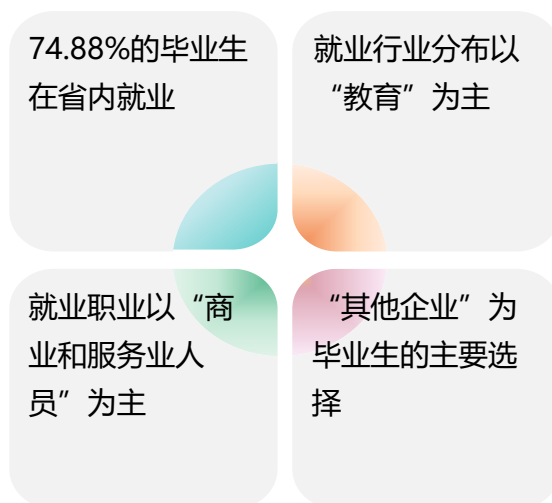 74.88%的毕业生
在省内就业
就业行业分布以
“教育”为主
就业职业以“商
业和服务业人
员”为主
“其他企业”为
毕业生的主要选
择